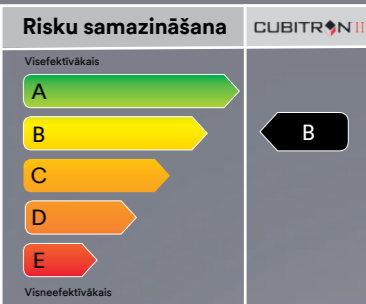 Risku samazināšana
CUBITRON II
Visefektīvākais
A
B
B
C
D
E
Visneefektīvākais